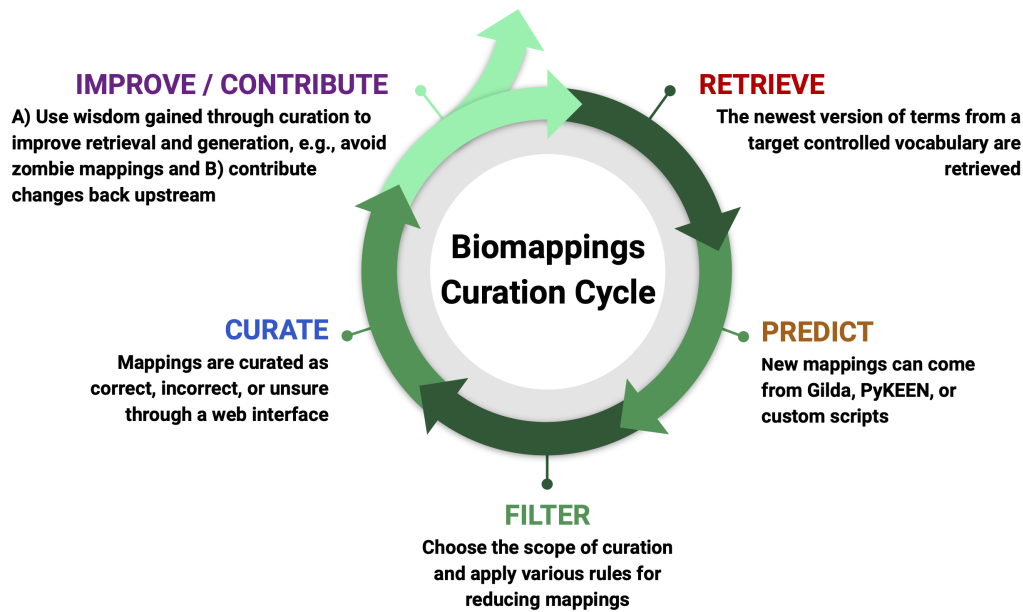 IMPROVE / CONTRIBUTE
A) Use wisdom gained through curation to
improve retrieval and generation, e.g., avoid
zombie mappings and B) contribute
changes back upstream
RETRIEVE
The newest version of terms from a
target controlled vocabulary are
retrieved
Biomappings
Curation Cycle
CURATE
Mappings are curated as
correct, incorrect, or unsure
through a web interface
PREDICT
New mappings can come
from Gilda, PyKEEN, or
custom scripts
FILTER
Choose the scope of curation
and apply various rules for
reducing mappings